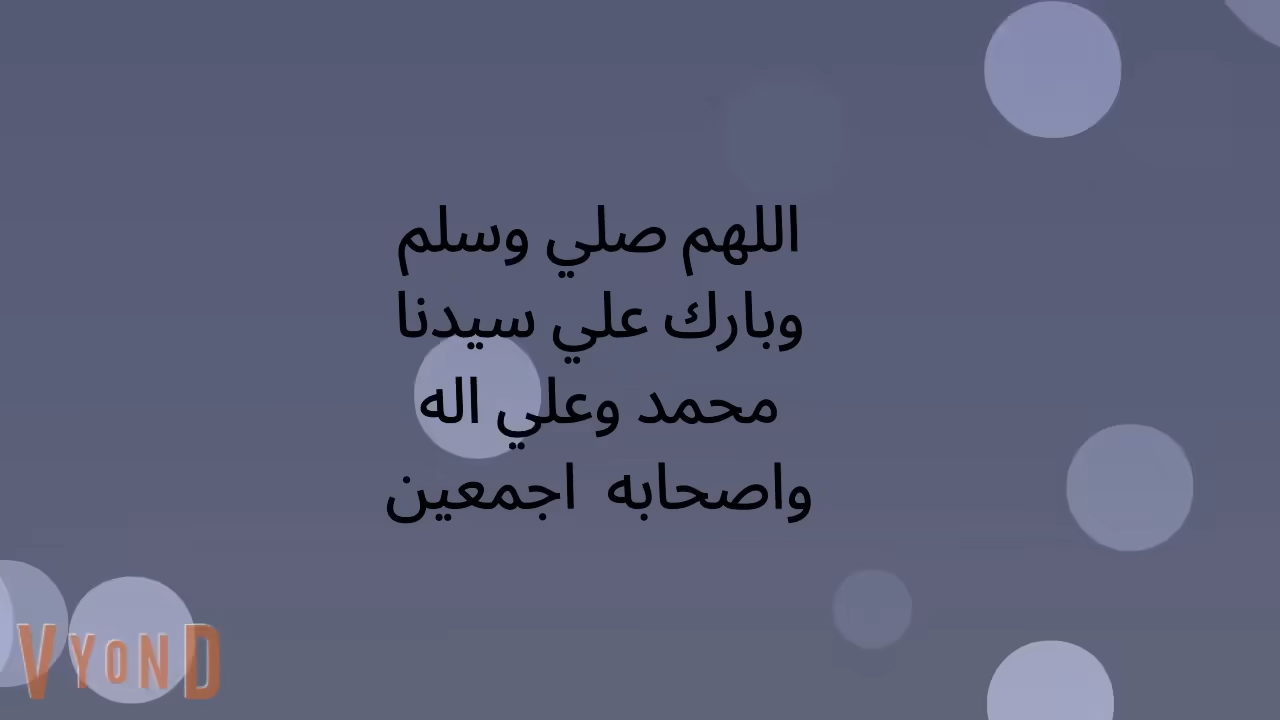 اللهم صلي وسلم
وبارك علي سيدنا
محمد وعلي اله
واصحابه اجمعين
VYOND